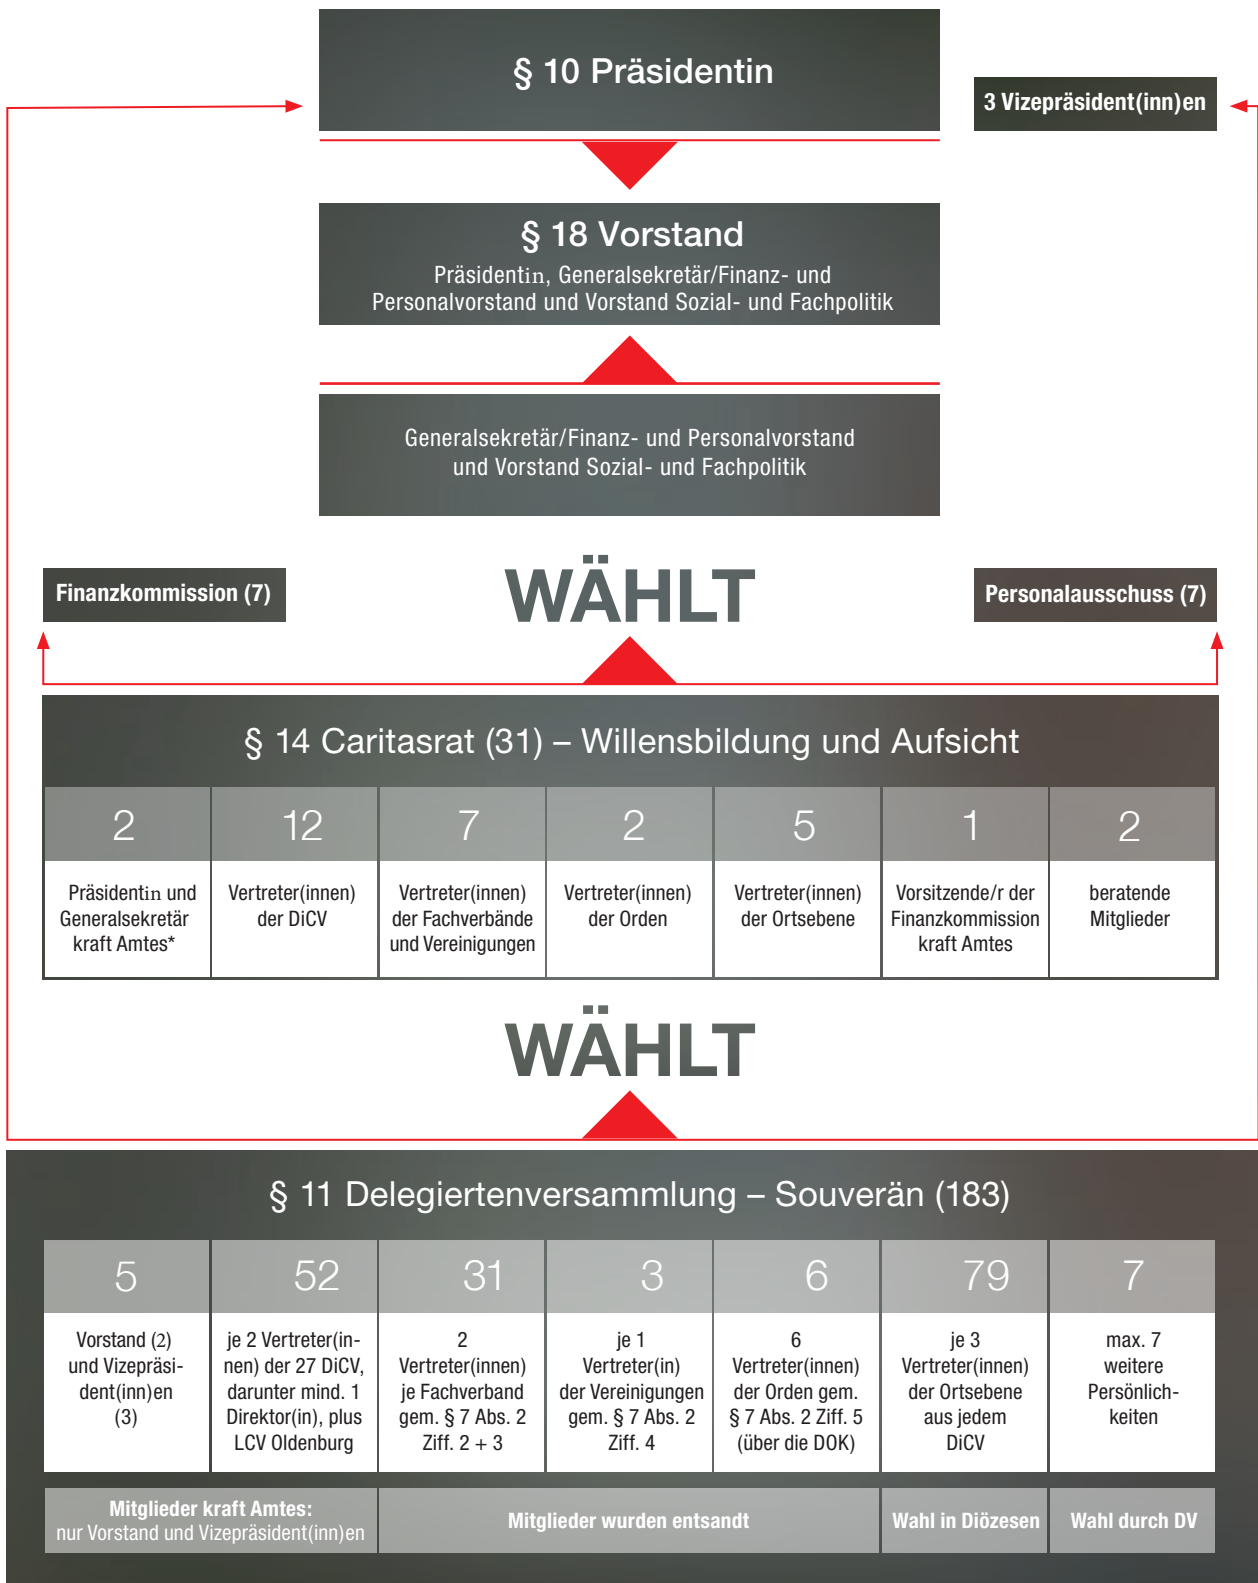 § 10 Präsidentin
3 Vizepräsident(inn)en
§ 18 Vorstand
Präsidentin, Generalsekretär/Finanz- und
Personalvorstand und Vorstand Sozial- und Fachpolitik
Generalsekretär/Finanz- und Personalvorstand
und Vorstand Sozial- und Fachpolitik
WÄHLT
Finanzkommission (7)
Personalausschuss (7)
§ 14 Caritasrat (31) – Willensbildung und Aufsicht
2
Präsidentin und
Generalsekretär
kraft Amtes*
12
Vertreter(innen)
der DiCV
7
Vertreter(innen)
der Fachverbände
und Vereinigungen
2
Vertreter(innen)
der Orden
5
Vertreter(innen)
der Ortsebene
1
Vorsitzende/r der
Finanzkommission
kraft Amtes
2
beratende
Mitglieder
WÄHLT
§ 11 Delegiertenversammlung – Souverän (183)
5
Vorstand (2)
und Vizepräsi-
dent(inn)en
(3)
52
je 2 Vertreter(in-
nen) der 27 DiCV,
darunter mind. 1
Direktor(in), plus
LCV Oldenburg
31
2
Vertreter(innen)
je Fachverband
gem. § 7 Abs. 2
Ziff. 2 + 3
3
je 1
Vertreter(in)
der Vereinigungen
gem. § 7 Abs. 2
Ziff. 4
6
6
Vertreter(innen)
der Orden gem.
§ 7 Abs. 2 Ziff. 5
(über die DOK)
79
je 3
Vertreter(innen)
der Ortsebene
aus jedem
DiCV
7
max. 7
weitere
Persönlich-
keiten
Mitglieder kraft Amtes:
nur Vorstand und Vizepräsident(inn)en
Mitglieder wurden entsandt
Wahl in Diözesen
Wahl durch DV